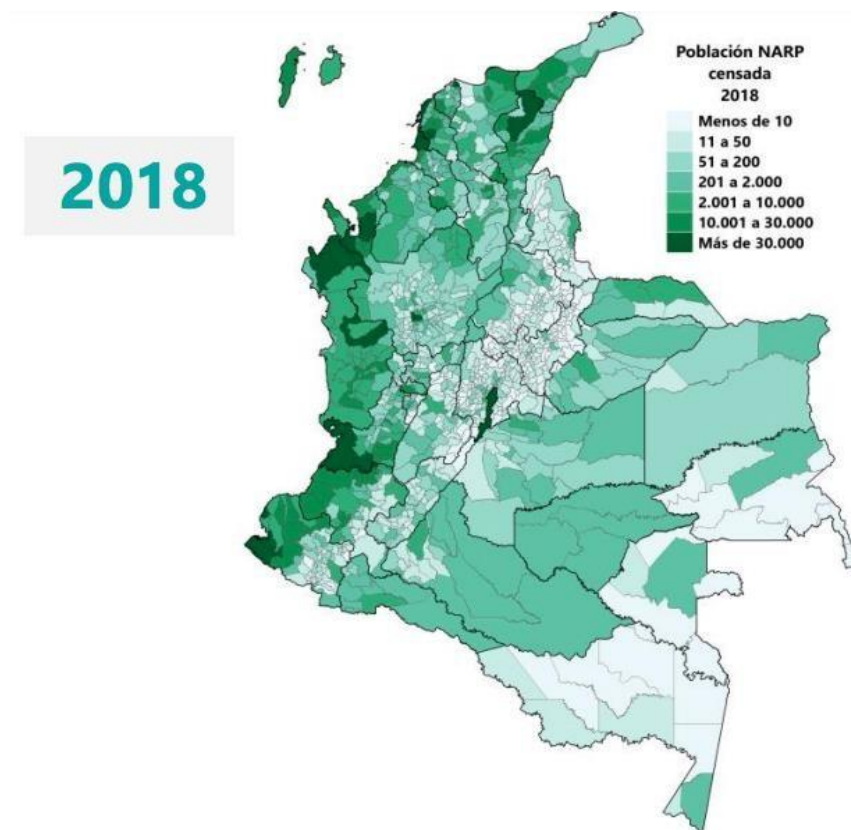 2018
Población NARP
censada
2018
Menos de 10
11 a 50
51 a 200
201 a 2.000
2.001 a 10.000
10.001 a 30.000
Más de 30.000